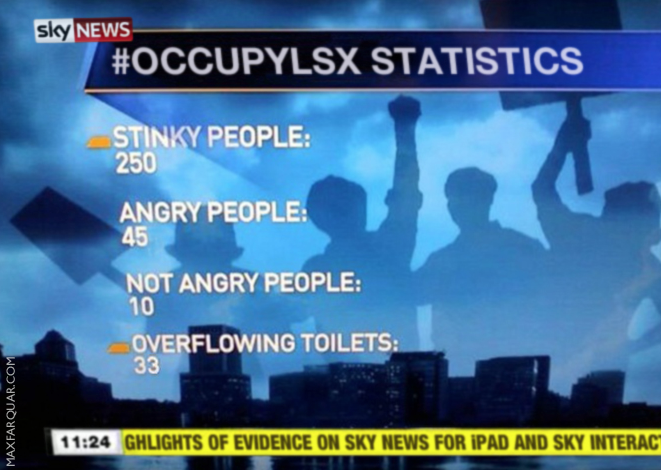 sky NEWS
#OCCUPYLSX STATISTICS
STINKY PEOPLE:
250
ANGRY PEOPLE:
45
NOT ANGRY PEOPLE:
10
OVERFLOWING TOILETS:
33
MAXFARQUAR.COM
11:24 GHLIGHTS OF EVIDENCE ON SKY NEWS FOR iPAD AND SKY INTERACT